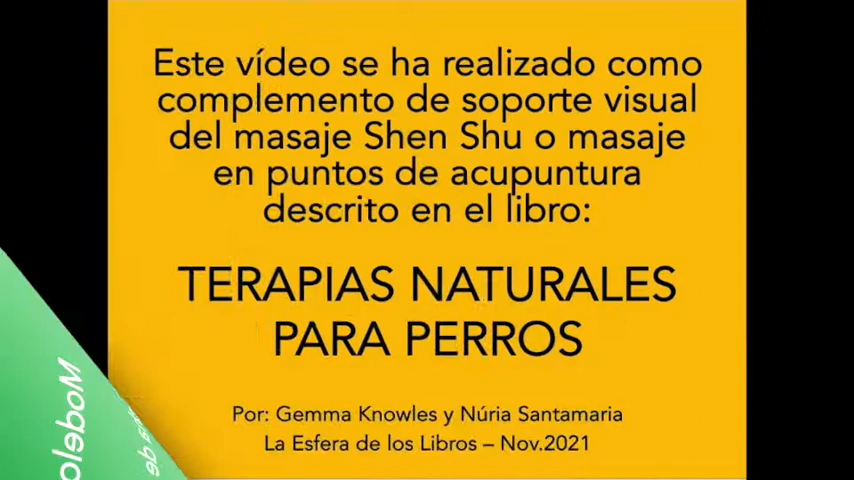 Este vídeo se ha realizado como
complemento de soporte visual
del masaje Shen Shu o masaje
en puntos de acupuntura
descrito en el libro:
TERAPIAS NATURALES
PARA PERROS
Por: Gemma Knowles y Núria Santamaria
La Esfera de los Libros – Nov.2021
Modelo
de